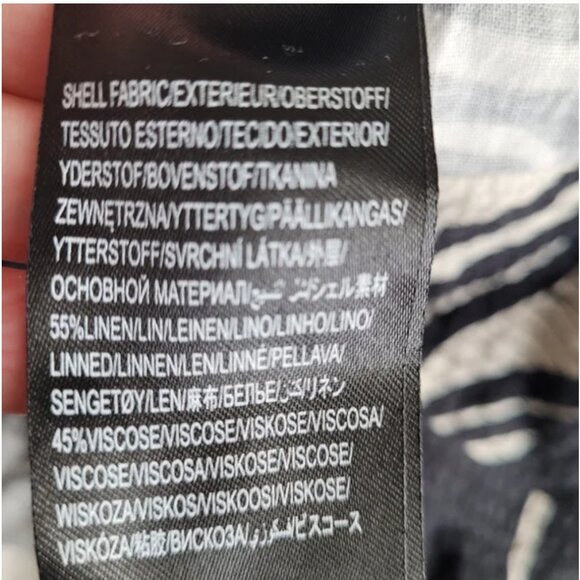 SHELL FABRIC/EXTERIEUR/OBERSTOFF/
TESSUTO ESTERNO/TECIDO/EXTERIOR/
YDERSTOF/BOVENSTOF/TKANINA
ZEWNĘTRZNA/YTTERTYG/PÄÄLLIKANGAS/
YTTERSTOFF/SVRCHNÍ LÁTKA/外层/
ОСНОВНОЙ МАТЕРИАЛ/シェル素材
55%LINEN/LIN/LEINEN/LINO/LINHO/LINO/
LINNED/LINNEN/LEN/LINNE/PELLAVA/
SENGETØY/LEN/麻布/БЕЛЬЕ/リネン
45%VISCOSE/VISCOSE/VISKOSE/VISCOSA/
VISCOSE/VISCOSA/VISKOSE/VISCOSE/
WISKOZA/VISKOS/VISKOOSI/VISKOSE/
VISKÓZA/粘胶/ВИСКОЗА/ビスコース